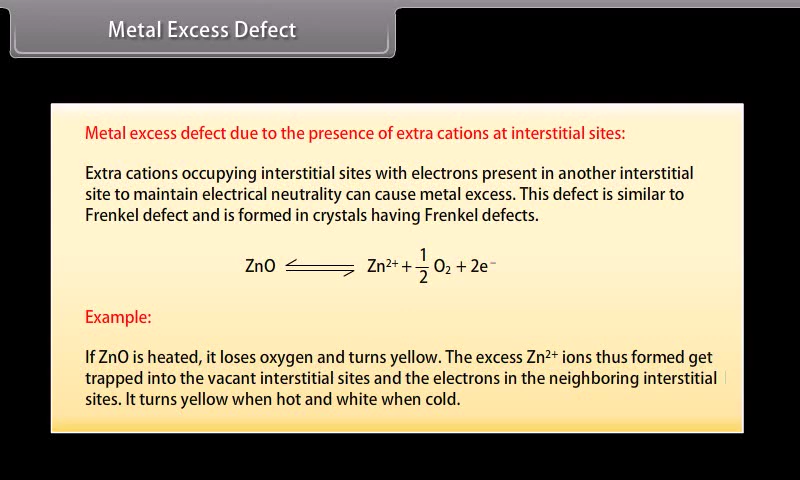 Metal Excess Defect
Metal excess defect due to the presence of extra cations at interstitial sites:
Extra cations occupying interstitial sites with electrons present in another interstitial
site to maintain electrical neutrality can cause metal excess. This defect is similar to
Frenkel defect and is formed in crystals having Frenkel defects.
ZnO ⇌ Zn²⁺ + 1/2 O₂ + 2e⁻
Example:
If ZnO is heated, it loses oxygen and turns yellow. The excess Zn²⁺ ions thus formed get
trapped into the vacant interstitial sites and the electrons in the neighboring interstitial
sites. It turns yellow when hot and white when cold.